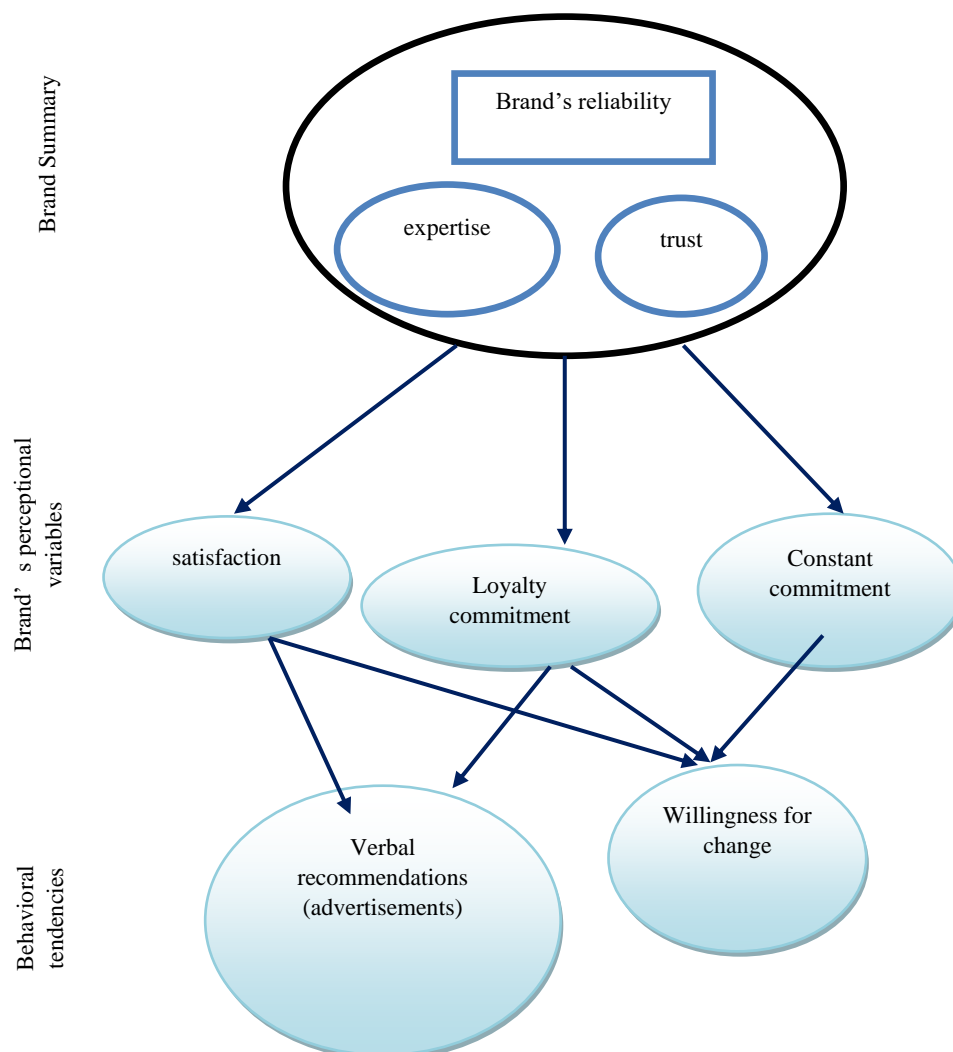 Brand Summary
Brand's reliability
expertise
trust
Brand' s perceptional
variables
satisfaction
Loyalty
commitment
Constant
commitment
Behavioral
tendencies
Verbal
recommendations
(advertisements)
Willingness for
change